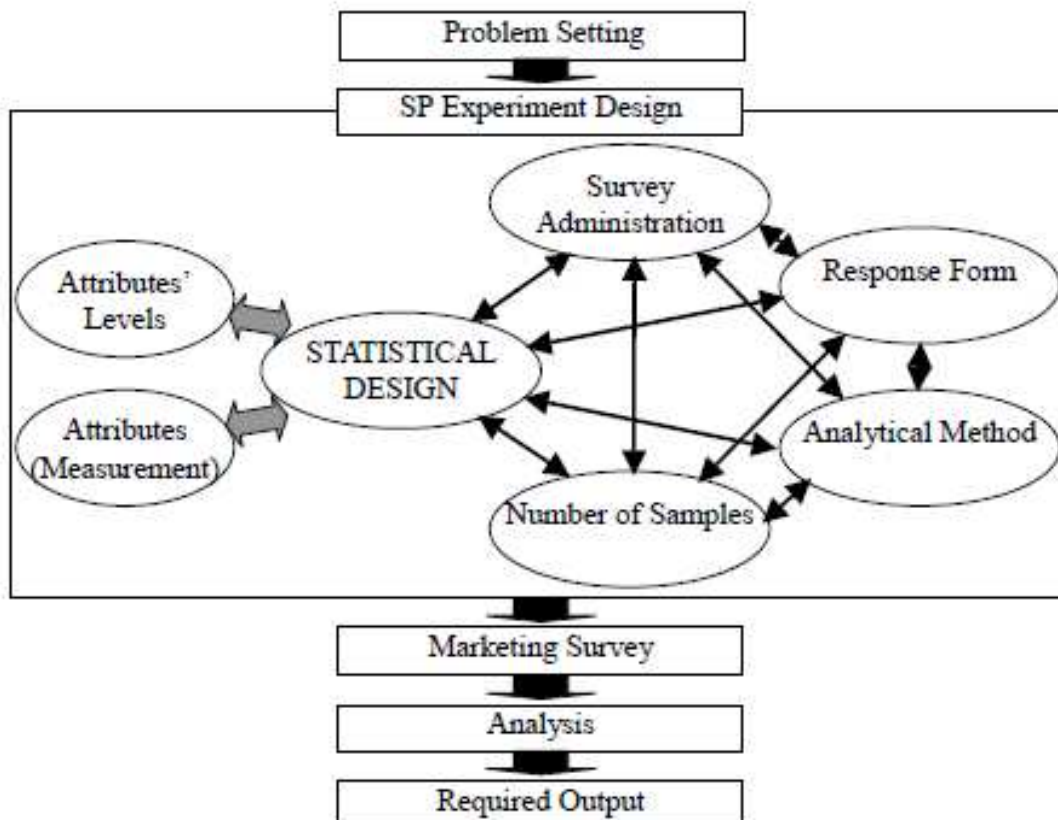 Problem Setting
SP Experiment Design
Survey
Administration
Response Form
Attributes’
Levels
STATISTICAL
DESIGN
Attributes
(Measurement)
Analytical Method
Number of Samples
Marketing Survey
Analysis
Required Output